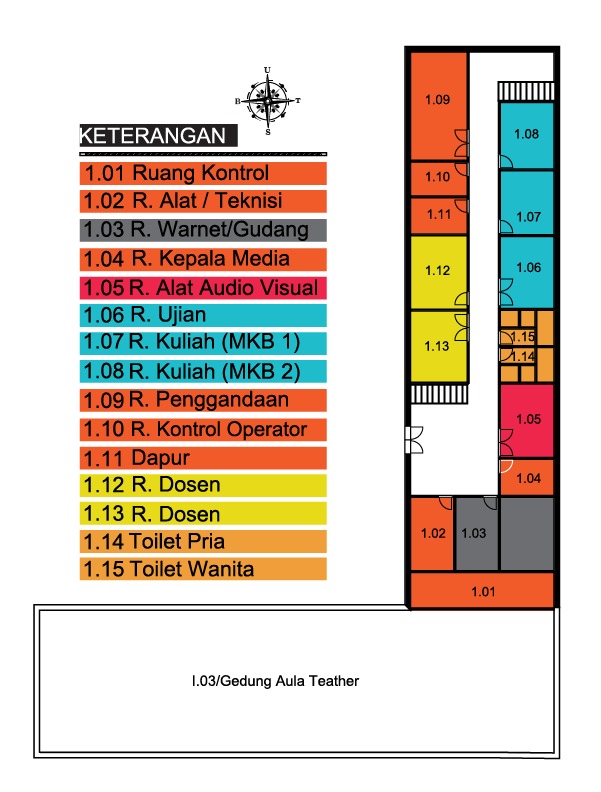 U
B T
S
KETERANGAN
1.01 Ruang Kontrol
1.02 R. Alat / Teknisi
1.03 R. Warnet/Gudang
1.04 R. Kepala Media
1.05 R. Alat Audio Visual
1.06 R. Ujian
1.07 R. Kuliah (MKB 1)
1.08 R. Kuliah (MKB 2)
1.09 R. Penggandaan
1.10 R. Kontrol Operator
1.11 Dapur
1.12 R. Dosen
1.13 R. Dosen
1.14 Toilet Pria
1.15 Toilet Wanita
1.09
1.08
1.10
1.11
1.07
1.12
1.06
1.15
1.13
1.14
1.05
1.04
1.02
1.03
1.01
I.03/Gedung Aula Teather